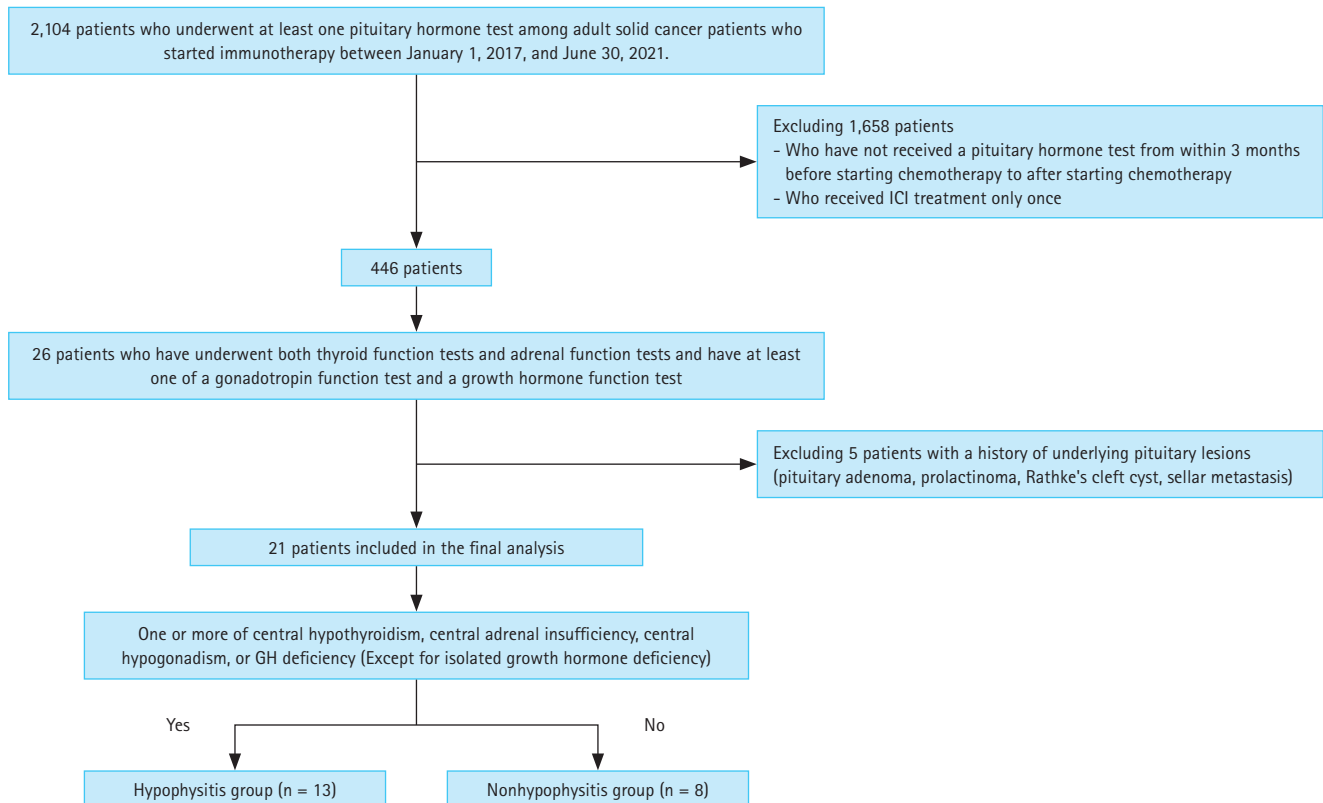 2,104 patients who underwent at least one pituitary hormone test among adult solid cancer patients who
started immunotherapy between January 1, 2017, and June 30, 2021.
Excluding 1,658 patients
- Who have not received a pituitary hormone test from within 3 months
before starting chemotherapy to after starting chemotherapy
- Who received ICI treatment only once
446 patients
26 patients who have underwent both thyroid function tests and adrenal function tests and have at least
one of a gonadotropin function test and a growth hormone function test
Excluding 5 patients with a history of underlying pituitary lesions
(pituitary adenoma, prolactinoma, Rathke's cleft cyst, sellar metastasis)
21 patients included in the final analysis
One or more of central hypothyroidism, central adrenal insufficiency, central
hypogonadism, or GH deficiency (Except for isolated growth hormone deficiency)
Yes
No
Hypophysitis group (n = 13)
Nonhypophysitis group (n = 8)